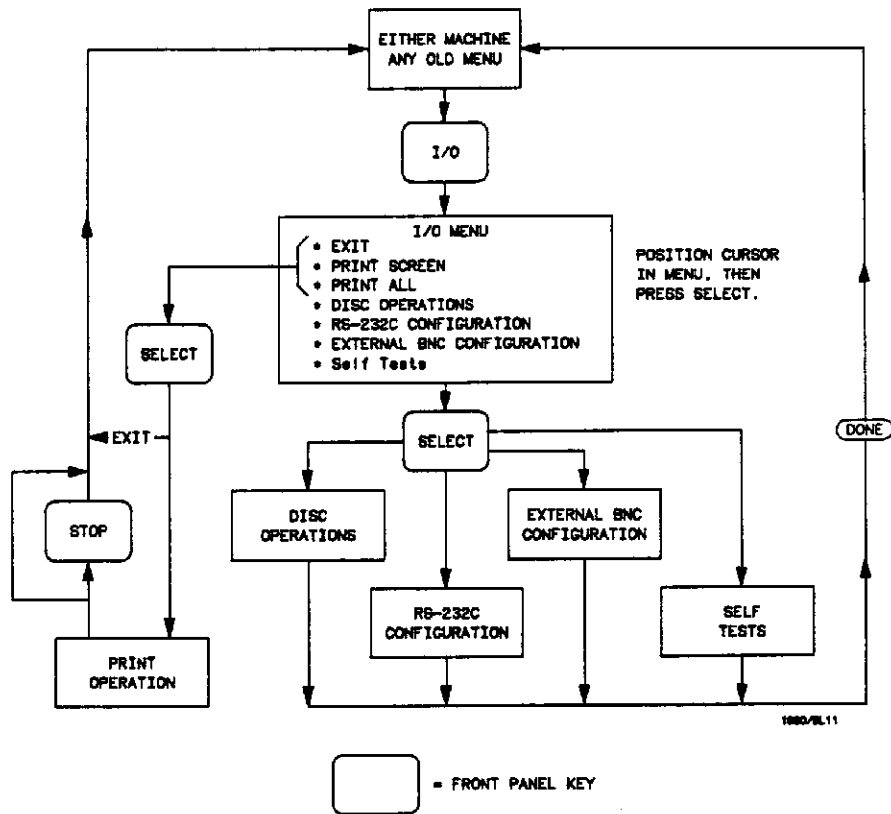 EITHER MACHINE
ANY OLD MENU
I/O
I/O MENU
* EXIT
* PRINT SCREEN
* PRINT ALL
* DISC OPERATIONS
* RS-232C CONFIGURATION
* EXTERNAL BNC CONFIGURATION
* Self Tests
POSITION CURSOR
IN MENU, THEN
PRESS SELECT.
SELECT
EXIT
STOP
PRINT
OPERATION
SELECT
DONE
DISC
OPERATIONS
EXTERNAL BNC
CONFIGURATION
RS-232C
CONFIGURATION
SELF
TESTS
= FRONT PANEL KEY